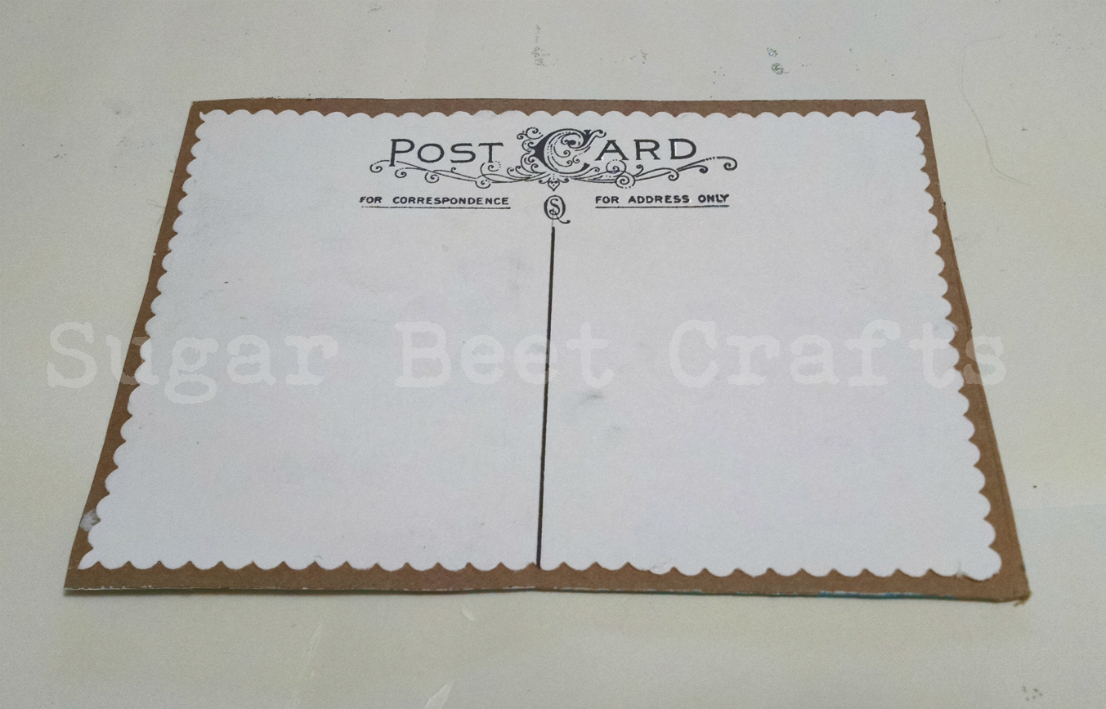 POST CARD
FOR CORRESPONDENCE
FOR ADDRESS ONLY
Sugar Beet Crafts